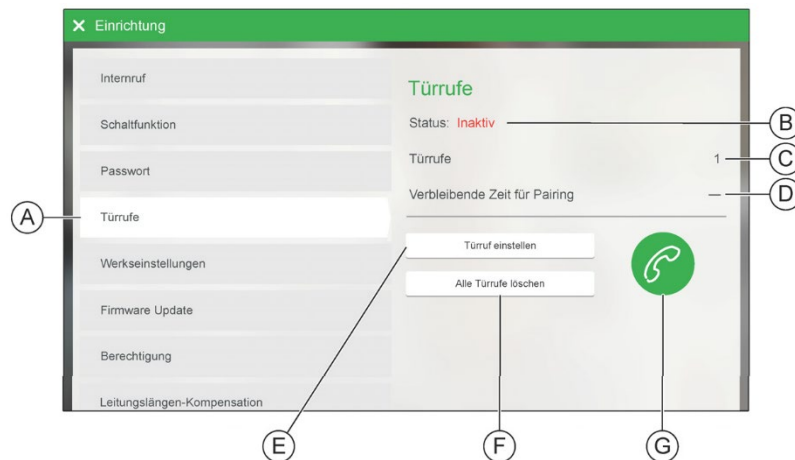 × Einrichtung
Internruf
Schaltfunktion
Passwort
Türrufe
Werkseinstellungen
Firmware Update
Berechtigung
Leitungslängen-Kompensation
Türrufe
Status: Inaktiv
Türrufe 1
Verbleibende Zeit für Pairing —
Türruf einstellen
Alle Türrufe löschen
A
B
C
D
E
F
G